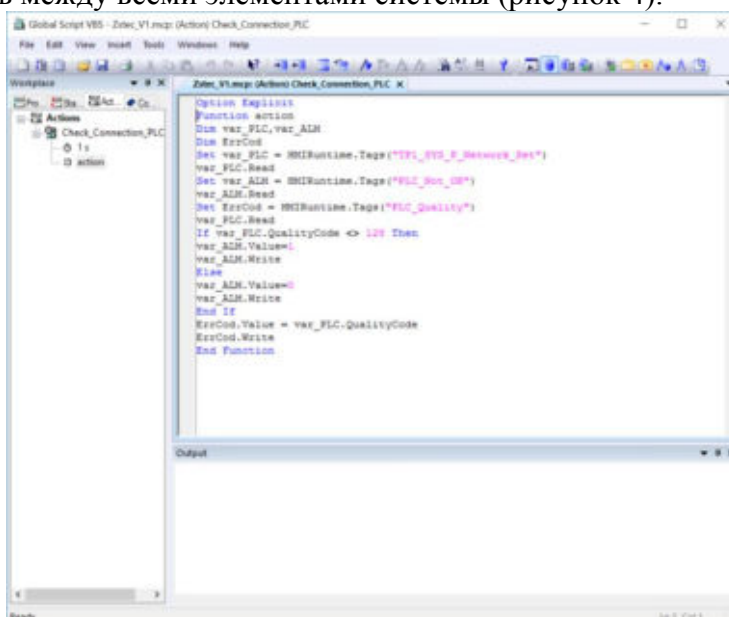 в между всеми элементами системы (рисунок 4).
Global Script VBS - Zstec_V1.mcp: (Action) Check_Connection_PLC
File Edit View Insert Tools Windows Help
Workplace
Zstec_V1.mcp: (Action) Check_Connection_PLC
Act...
Actions
Check_Connection_PLC
1 s
action
Option Explicit
Function action
Dim var_PLC,var_ALM
Dim ErrCod
Set var_PLC = HMIRuntime.Tags("
var_PLC.Read
Set var_ALM = HMIRuntime.Tags("PLC_Not_OK")
var_ALM.Read
Set ErrCod = HMIRuntime.Tags("PLC_Quality")
var_PLC.Read
If var_PLC.QualityCode <> 128 Then
var_ALM.Value=1
var_ALM.Write
Else
var_ALM.Value=0
var_ALM.Write
End If
ErrCod.Value = var_PLC.QualityCode
ErrCod.Write
End Function
Output
Ready